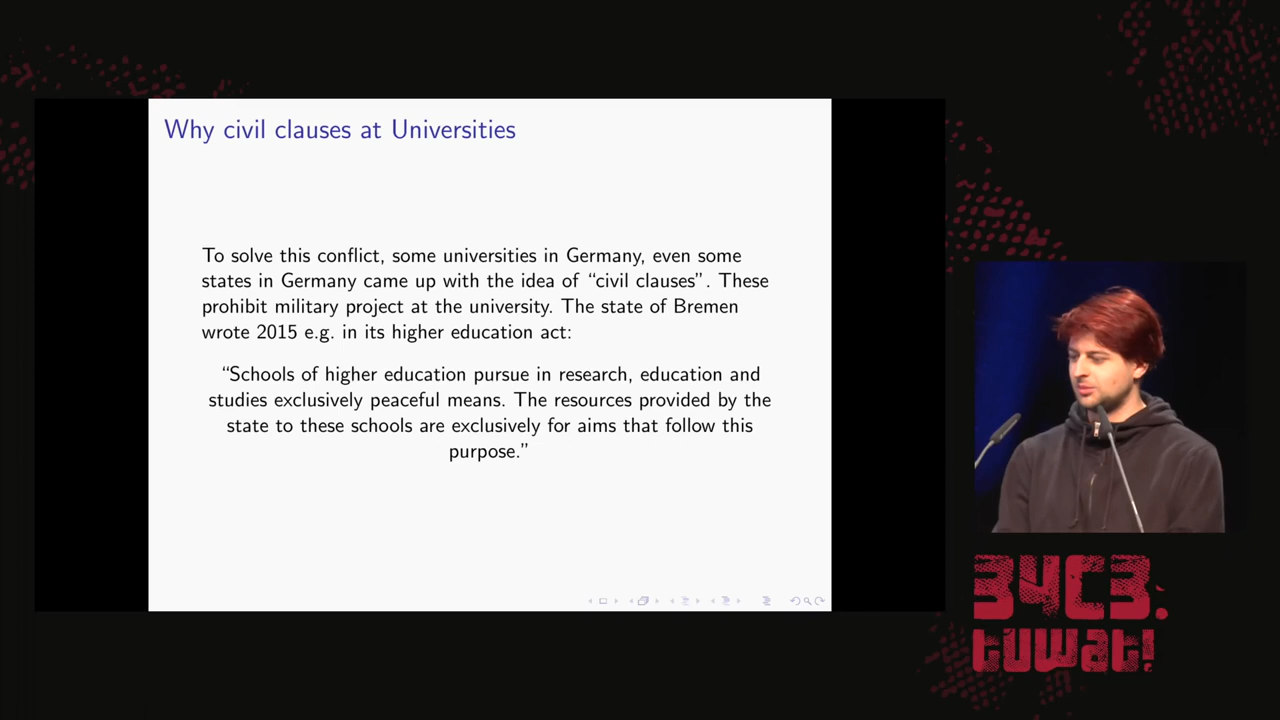 Why civil clauses at Universities
To solve this conflict, some universities in Germany, even some
states in Germany came up with the idea of “civil clauses”. These
prohibit military project at the university. The state of Bremen
wrote 2015 e.g. in its higher education act:
“Schools of higher education pursue in research, education and
studies exclusively peaceful means. The resources provided by the
state to these schools are exclusively for aims that follow this
purpose.”
34C3.
tuwat!